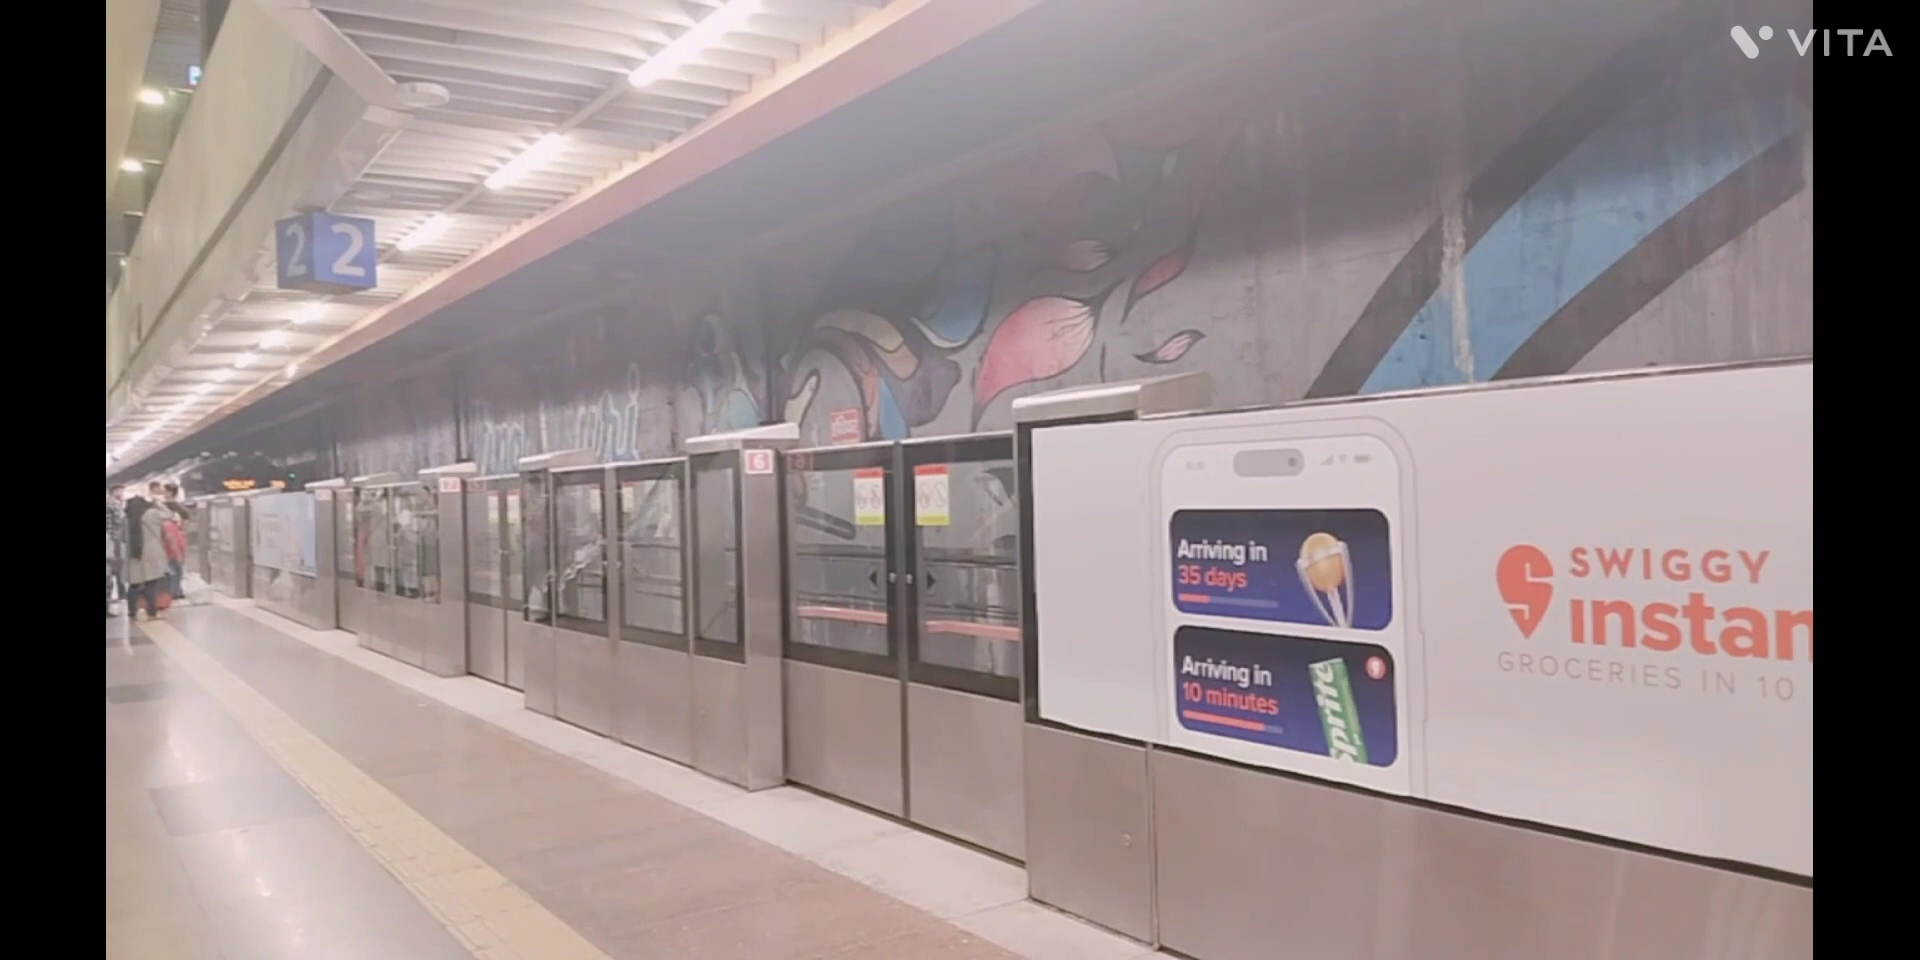 VITA
2 2
6
Arriving in
35 days
Arriving in
10 minutes
sprite
SWIGGY
instan
GROCERIES IN 10